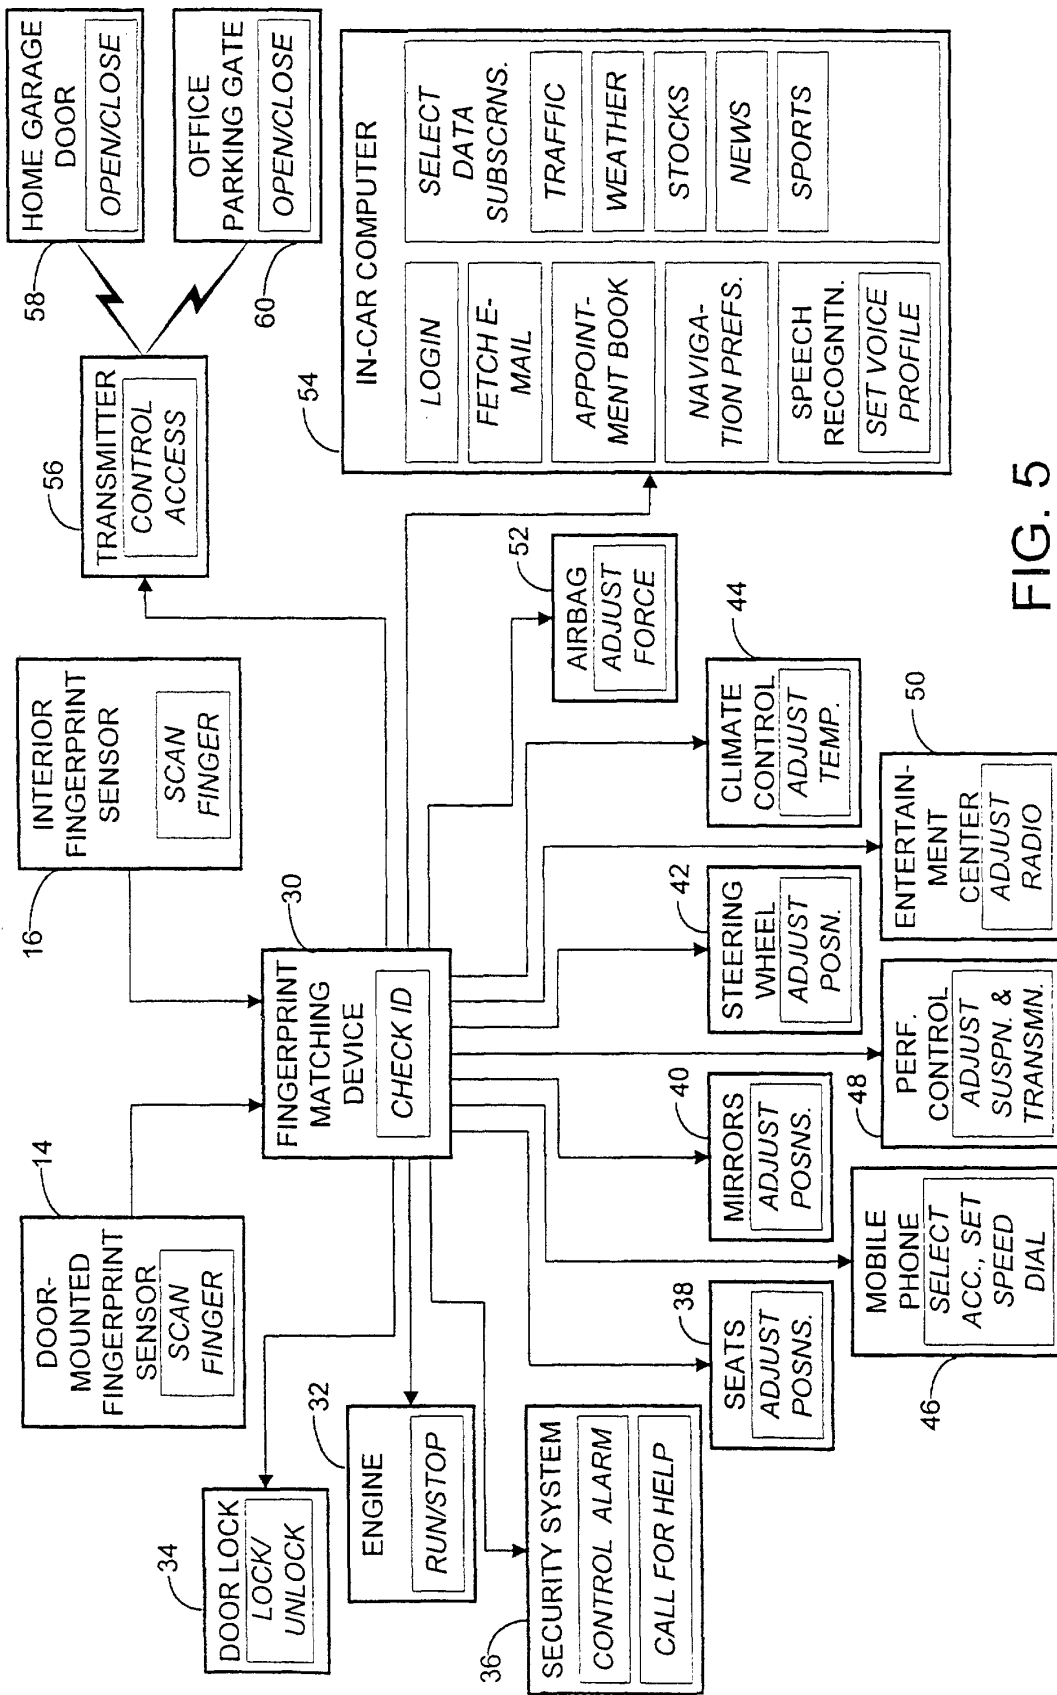 DOOR-
MOUNTED
FINGERPRINT
SENSOR
SCAN
FINGER
14
INTERIOR
FINGERPRINT
SENSOR
SCAN
FINGER
16
TRANSMITTER
CONTROL
ACCESS
56
HOME GARAGE
DOOR
OPEN/CLOSE
58
OFFICE
PARKING GATE
OPEN/CLOSE
60
DOOR LOCK
LOCK/
UNLOCK
34
ENGINE
RUN/STOP
32
FINGERPRINT
MATCHING
DEVICE
CHECK ID
30
SECURITY SYSTEM
CONTROL ALARM
CALL FOR HELP
36
IN-CAR COMPUTER
54
LOGIN
FETCH E-
MAIL
APPOINT-
MENT BOOK
NAVIGA-
TION PREFS.
SPEECH
RECOGNTN.
SET VOICE
PROFILE
SELECT
DATA
SUBSCRNS.
TRAFFIC
WEATHER
STOCKS
NEWS
SPORTS
AIRBAG
ADJUST
FORCE
52
SEATS
ADJUST
POSNS.
38
MIRRORS
ADJUST
POSNS.
40
STEERING
WHEEL
ADJUST
POSN.
42
CLIMATE
CONTROL
ADJUST
TEMP.
44
MOBILE
PHONE
SELECT
ACC., SET
SPEED
DIAL
46
PERF.
CONTROL
ADJUST
SUSPN. &
TRANSMN.
48
ENTERTAIN-
MENT
CENTER
ADJUST
RADIO
50
FIG. 5